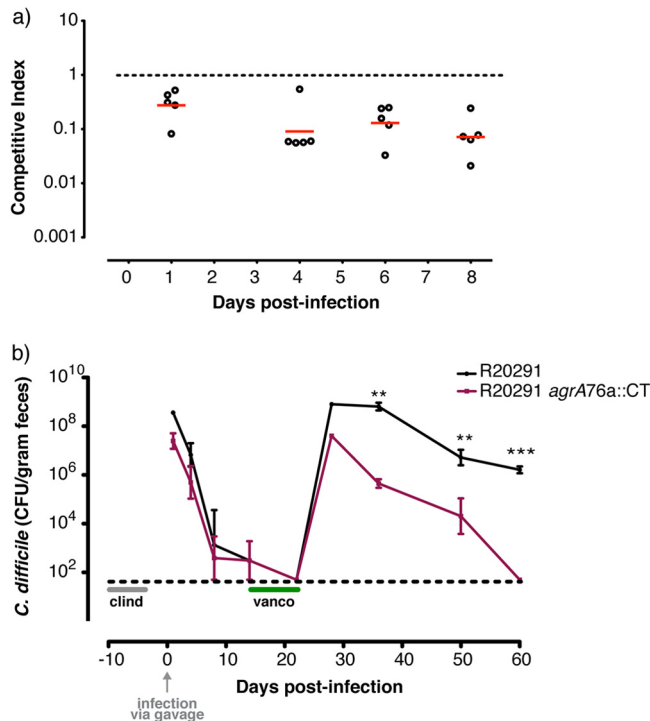 a)
10
1
0.1
0.01
0.001
Competitive Index
0 1 2 3 4 5 6 7 8
Days post-infection
b)
R20291
R20291 agrA76a::CT
10^10
10^8
10^6
10^4
10^2
C. difficile (CFU/gram feces)
** ** ***
clind vanco
-10 0 10 20 30 40 50 60
Days post-infection
infection
via gavage